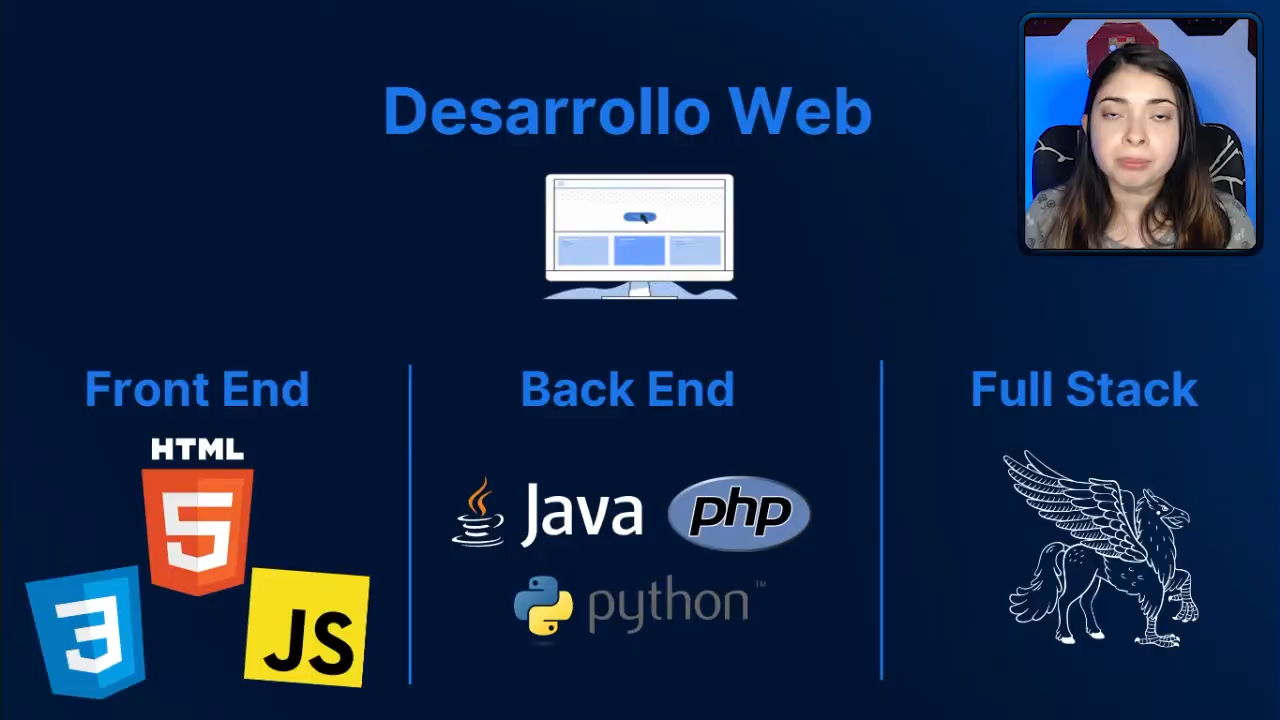 Desarrollo Web
Front End
Back End
Full Stack
HTML
5
Java
php
python™
3
JS